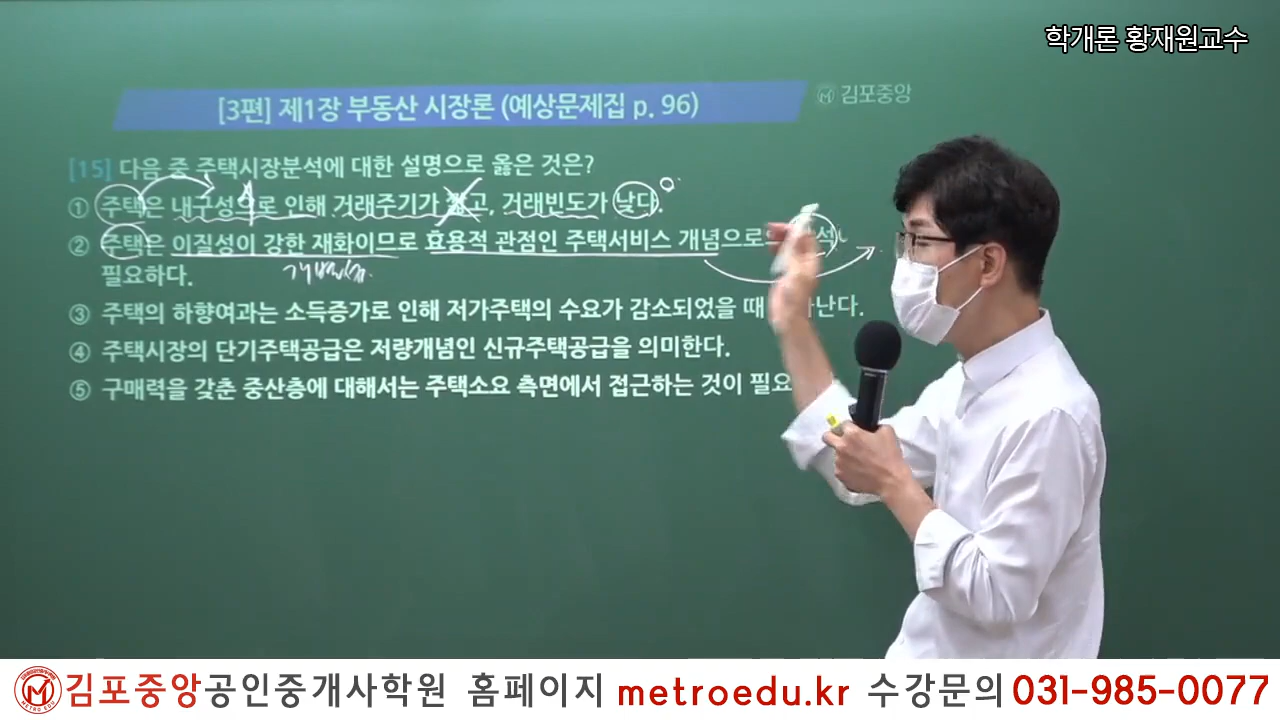 학개론 황재원교수
[3편] 제1장 부동산 시장론 (예상문제집 p. 96)
김포중앙
[15] 다음 중 주택시장분석에 대한 설명으로 옳은 것은?
① 주택은 내구성으로 인해 거래주기가 고, 거래빈도가 낮다.
② 주택은 이질성이 강한 재화이므로 효용적 관점인 주택서비스 개념으로
필요하다.
③ 주택의 하향여과는 소득증가로 인해 저가주택의 수요가 감소되었을 때 난다.
④ 주택시장의 단기주택공급은 저량개념인 신규주택공급을 의미한다.
⑤ 구매력을 갖춘 중산층에 대해서는 주택소요 측면에서 접근하는 것이 필요
김포중앙공인중개사학원 홈페이지 metroedu.kr 수강문의 031-985-0077
METRO EDU